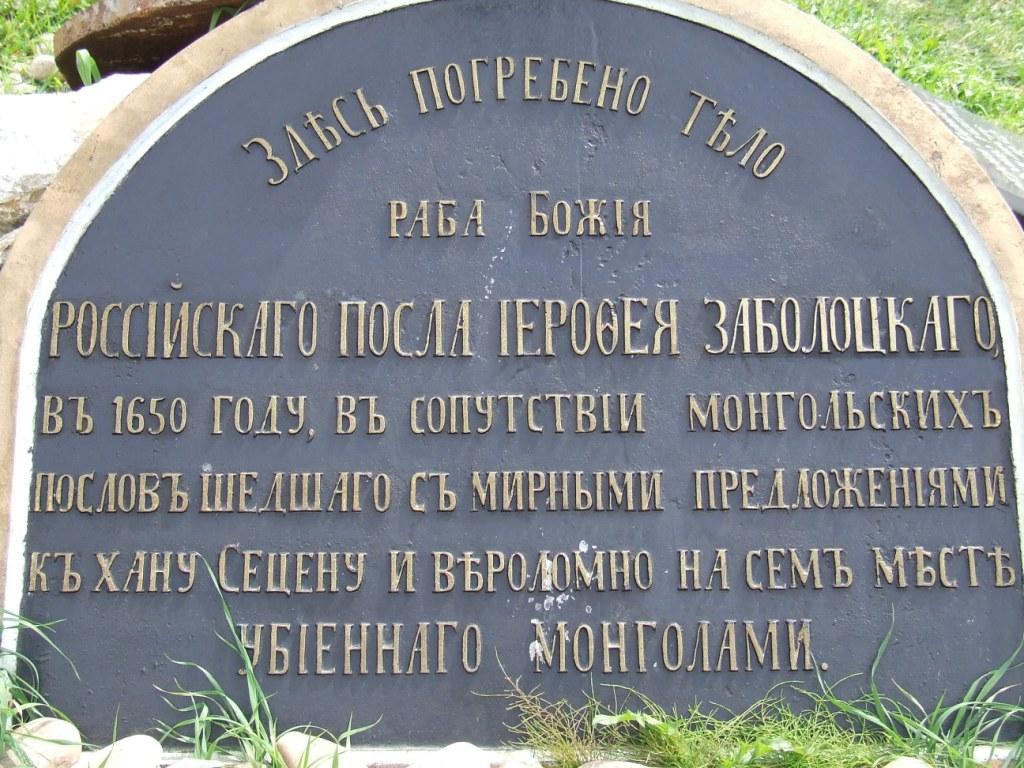 Здѣсь погребено тѣло
раба Божія
Россійскаго посла Іероѳея Заболоцкаго,
въ 1650 году, въ сопутствіи монгольскихъ
пословъ шедшаго съ мирными предложеніями
къ хану Сецену и вѣроломно на семъ мѣстѣ
убіеннаго монголами.